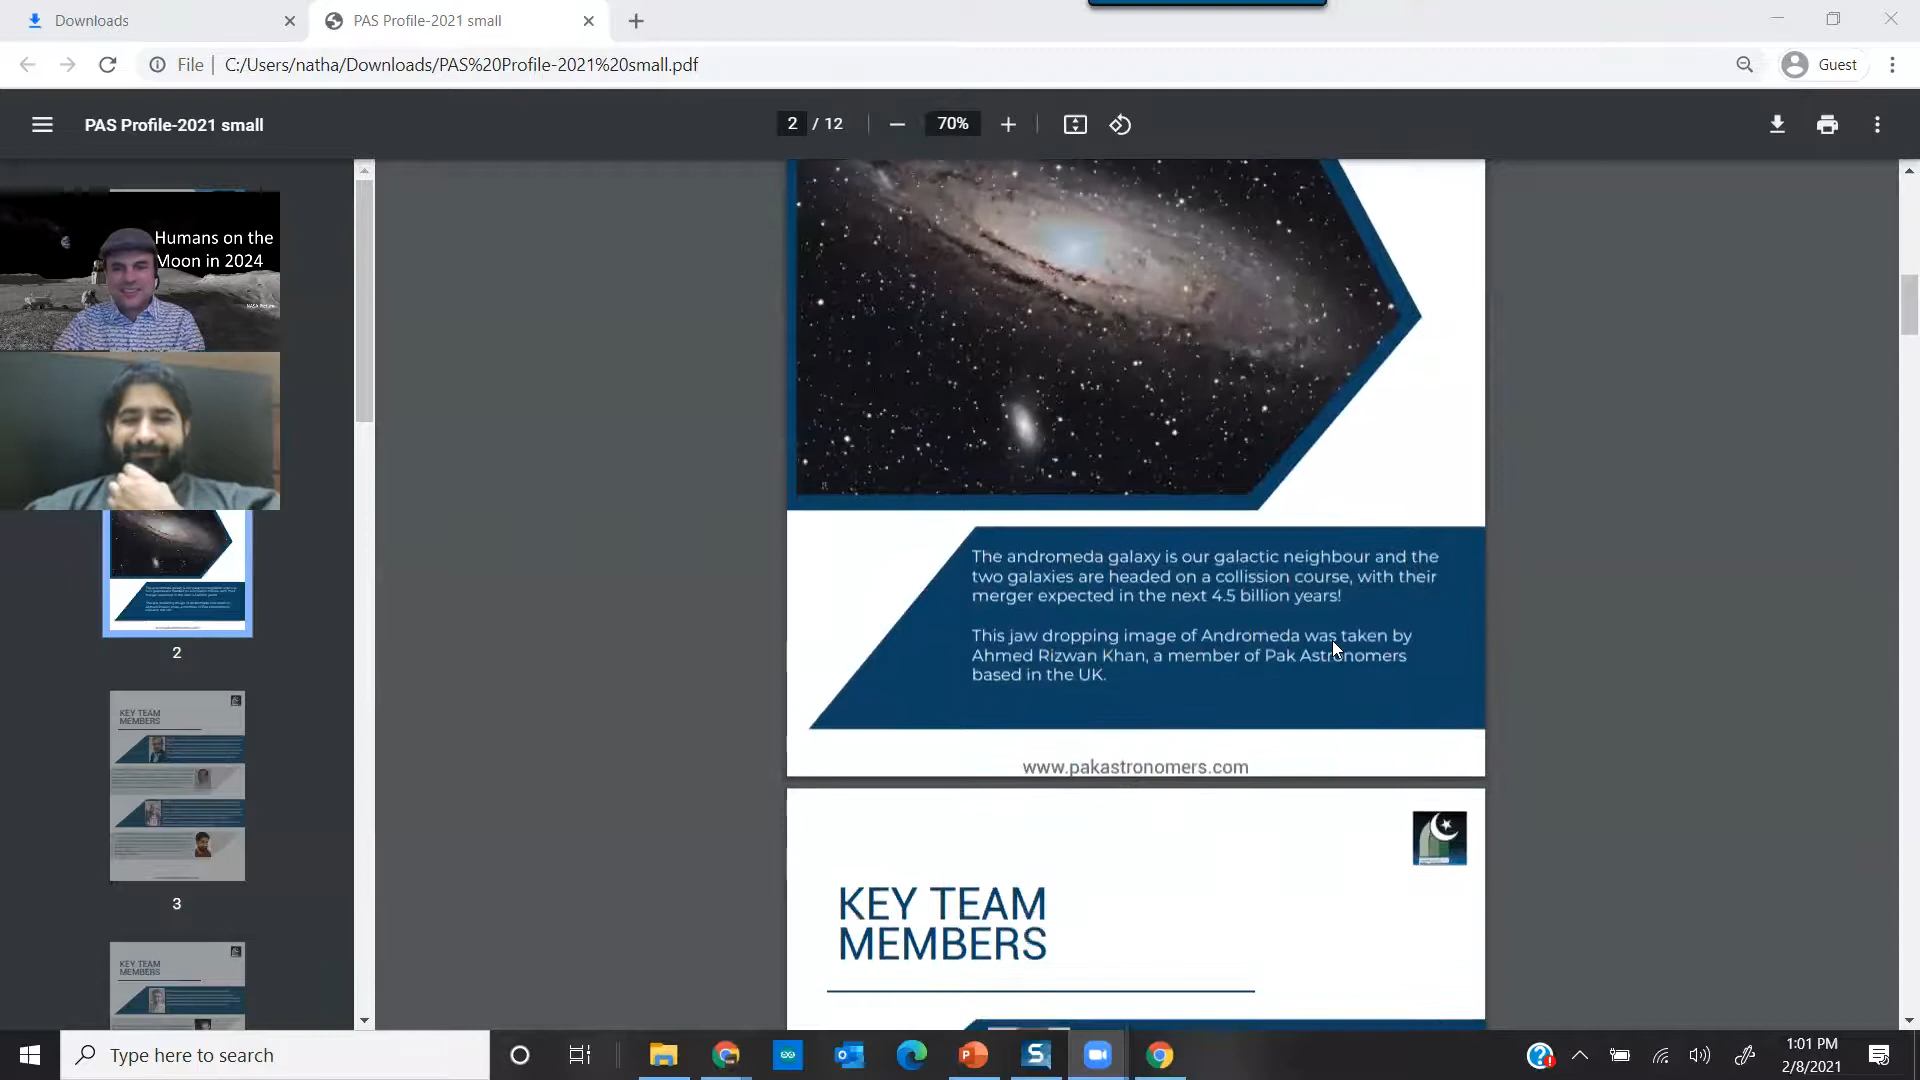 Downloads
PAS Profile-2021 small
File | C:/Users/natha/Downloads/PAS%20Profile-2021%20small.pdf
Guest
PAS Profile-2021 small
2 / 12
70%
Humans on the
Moon in 2024
2
KEY TEAM
MEMBERS
3
KEY TEAM
MEMBERS
The andromeda galaxy is our galactic neighbour and the
two galaxies are headed on a collission course, with their
merger expected in the next 4.5 billion years!
This jaw dropping image of Andromeda was taken by
Ahmed Rizwan Khan, a member of Pak Astronomers
based in the UK.
www.pakastronomers.com
KEY TEAM
MEMBERS
Type here to search
1:01 PM
2/8/2021